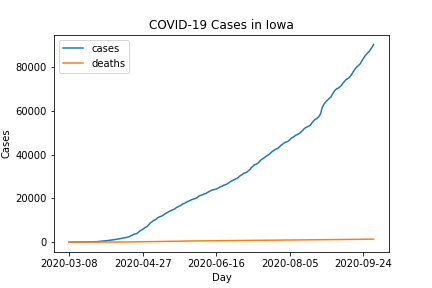 COVID-19 Cases in Iowa
cases
deaths
80000
60000
40000
20000
0
Cases
2020-03-08 2020-04-27 2020-06-16 2020-08-05 2020-09-24
Day